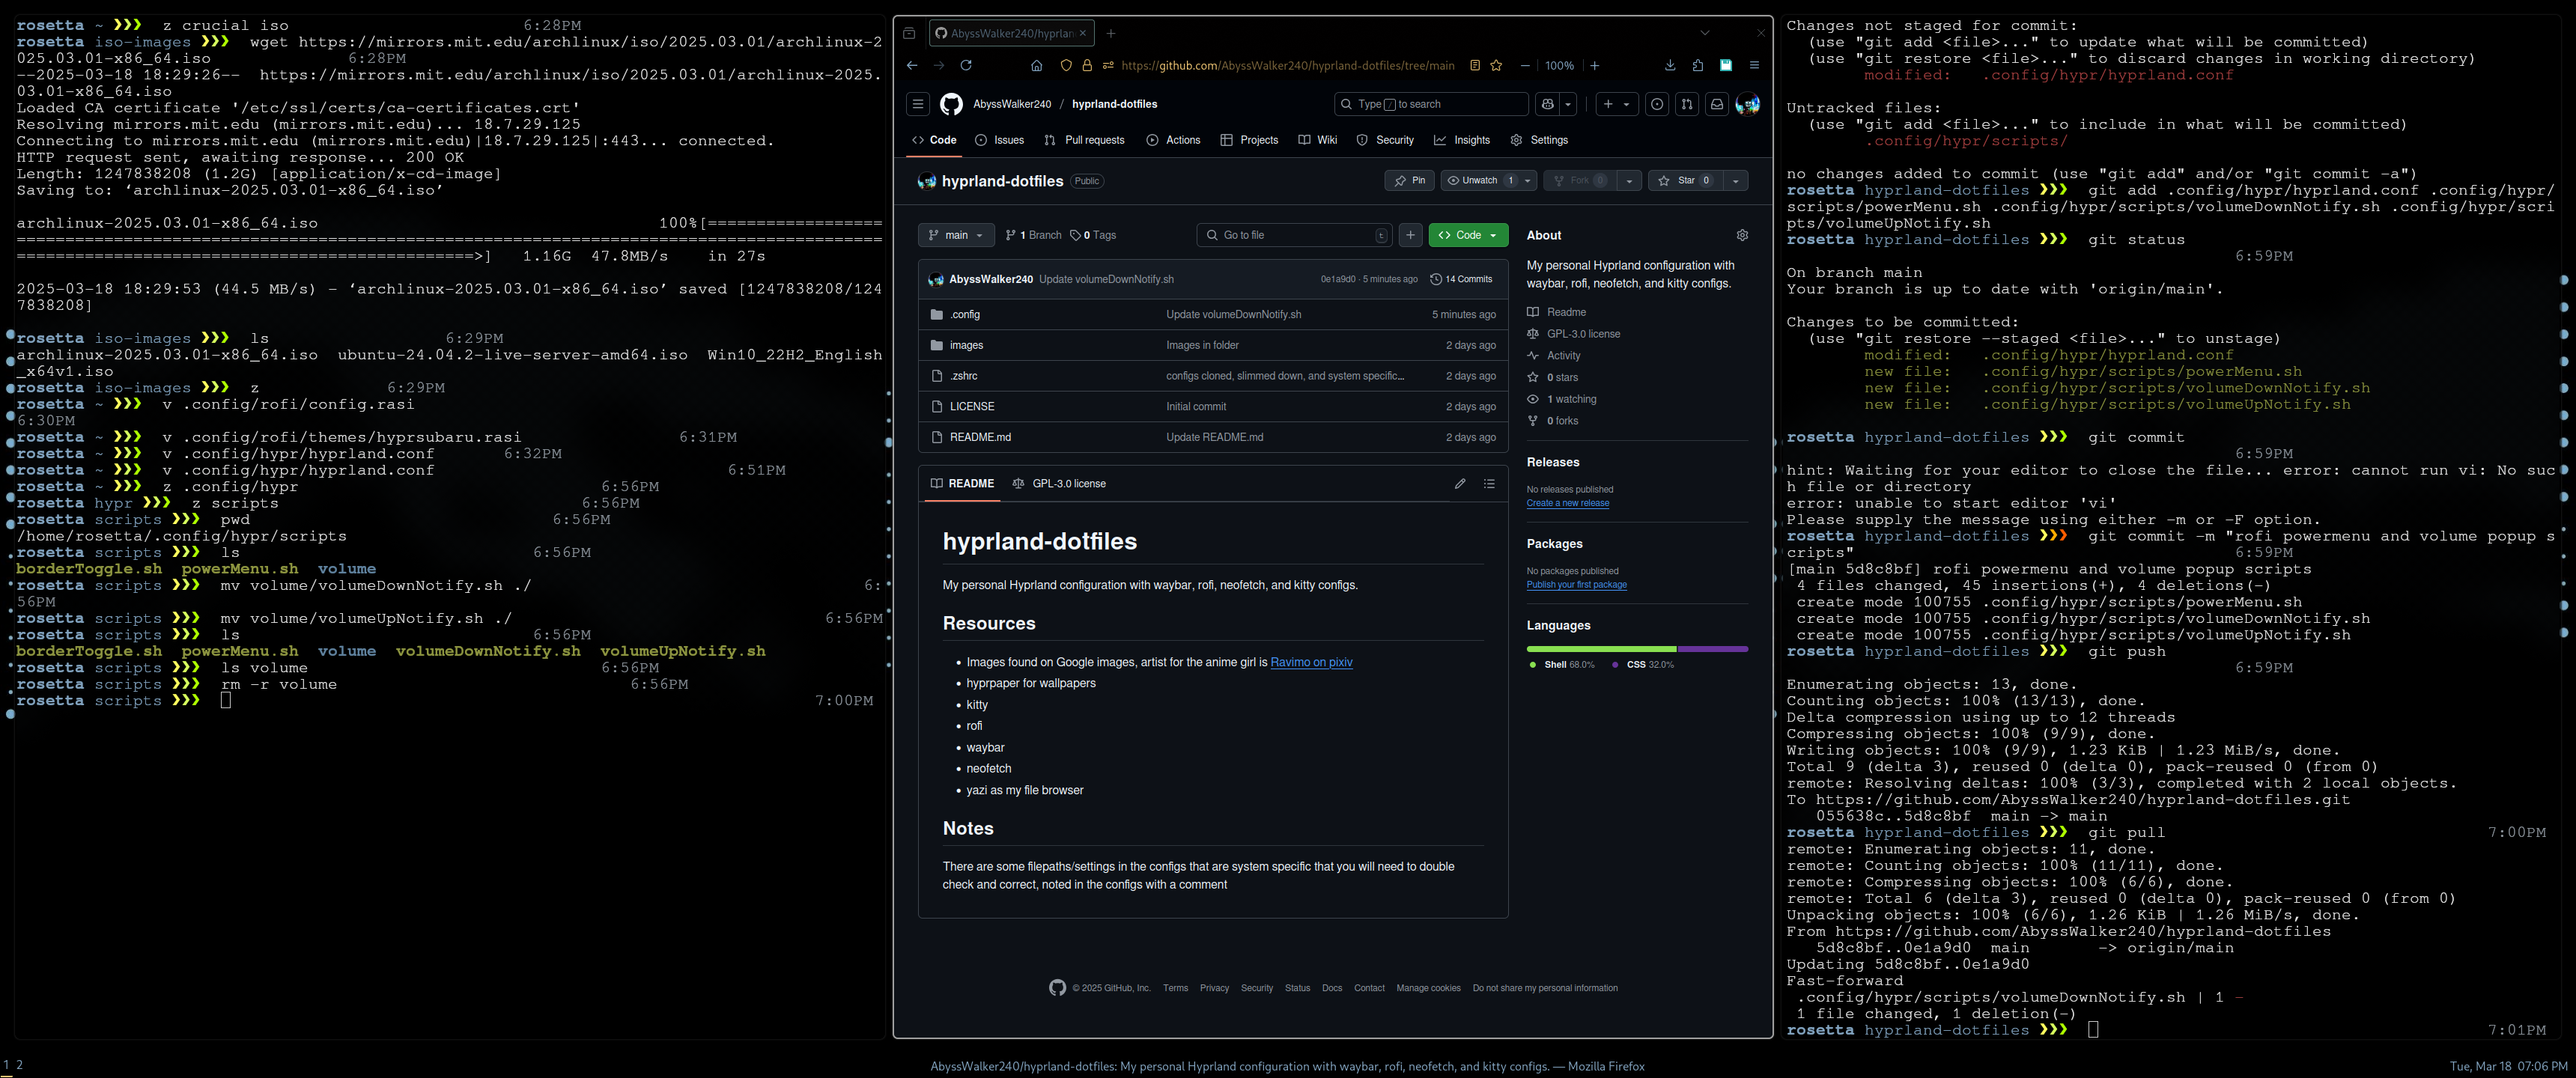 rosetta ~ ❯❯❯ z crucial iso 6:28PM
rosetta iso-images ❯❯❯ wget https://mirrors.mit.edu/archlinux/iso/2025.03.01/archlinux-2
025.03.01-x86_64.iso 6:28PM
--2025-03-18 18:29:26-- https://mirrors.mit.edu/archlinux/iso/2025.03.01/archlinux-2025.
03.01-x86_64.iso
Loaded CA certificate '/etc/ssl/certs/ca-certificates.crt'
Resolving mirrors.mit.edu (mirrors.mit.edu)... 18.7.29.125
Connecting to mirrors.mit.edu (mirrors.mit.edu)|18.7.29.125|:443... connected.
HTTP request sent, awaiting response... 200 OK
Length: 1247838208 (1.2G) [application/x-cd-image]
Saving to: ‘archlinux-2025.03.01-x86_64.iso’
archlinux-2025.03.01-x86_64.iso 100%[==================
=========================================================================================
===============================================>] 1.16G 47.8MB/s in 27s
2025-03-18 18:29:53 (44.5 MB/s) - ‘archlinux-2025.03.01-x86_64.iso’ saved [1247838208/124
7838208]
rosetta iso-images ❯❯❯ ls 6:29PM
archlinux-2025.03.01-x86_64.iso ubuntu-24.04.2-live-server-amd64.iso Win10_22H2_English
_x64v1.iso
rosetta iso-images ❯❯❯ z 6:29PM
rosetta ~ ❯❯❯ v .config/rofi/config.rasi
6:30PM
rosetta ~ ❯❯❯ v .config/rofi/themes/hyprsubaru.rasi 6:31PM
rosetta ~ ❯❯❯ v .config/hypr/hyprland.conf 6:32PM
rosetta ~ ❯❯❯ v .config/hypr/hyprland.conf 6:51PM
rosetta ~ ❯❯❯ z .config/hypr 6:56PM
rosetta hypr ❯❯❯ z scripts 6:56PM
rosetta scripts ❯❯❯ pwd 6:56PM
/home/rosetta/.config/hypr/scripts
rosetta scripts ❯❯❯ ls 6:56PM
borderToggle.sh powerMenu.sh volume
rosetta scripts ❯❯❯ mv volume/volumeDownNotify.sh ./ 6:
56PM
rosetta scripts ❯❯❯ mv volume/volumeUpNotify.sh ./ 6:56PM
rosetta scripts ❯❯❯ ls 6:56PM
borderToggle.sh powerMenu.sh volume volumeDownNotify.sh volumeUpNotify.sh
rosetta scripts ❯❯❯ ls volume 6:56PM
rosetta scripts ❯❯❯ rm -r volume 6:56PM
rosetta scripts ❯❯❯ 7:00PM
AbyssWalker240/hyprlan
https://github.com/AbyssWalker240/hyprland-dotfiles/tree/main 100%
AbyssWalker240 / hyprland-dotfiles Type / to search
Code Issues Pull requests Actions Projects Wiki Security Insights Settings
hyprland-dotfiles Public Pin Unwatch 1 Fork 0 Star 0
main 1 Branch 0 Tags Go to file t Code
AbyssWalker240 Update volumeDownNotify.sh 0e1a9d0 · 5 minutes ago 14 Commits
.config Update volumeDownNotify.sh 5 minutes ago
images Images in folder 2 days ago
.zshrc configs cloned, slimmed down, and system specific... 2 days ago
LICENSE Initial commit 2 days ago
README.md Update README.md 2 days ago
README GPL-3.0 license
hyprland-dotfiles
My personal Hyprland configuration with waybar, rofi, neofetch, and kitty configs.
Resources
Images found on Google images, artist for the anime girl is Ravimo on pixiv
hyprpaper for wallpapers
kitty
rofi
waybar
neofetch
yazi as my file browser
Notes
There are some filepaths/settings in the configs that are system specific that you will need to double
check and correct, noted in the configs with a comment
About
My personal Hyprland configuration with
waybar, rofi, neofetch, and kitty configs.
Readme
GPL-3.0 license
Activity
0 stars
1 watching
0 forks
Releases
No releases published
Create a new release
Packages
No packages published
Publish your first package
Languages
Shell 68.0% CSS 32.0%
© 2025 GitHub, Inc. Terms Privacy Security Status Docs Contact Manage cookies Do not share my personal information
Changes not staged for commit:
(use "git add <file>..." to update what will be committed)
(use "git restore <file>..." to discard changes in working directory)
modified: .config/hypr/hyprland.conf
Untracked files:
(use "git add <file>..." to include in what will be committed)
.config/hypr/scripts/
no changes added to commit (use "git add" and/or "git commit -a")
rosetta hyprland-dotfiles ❯❯❯ git add .config/hypr/hyprland.conf .config/hypr/
scripts/powerMenu.sh .config/hypr/scripts/volumeDownNotify.sh .config/hypr/scri
pts/volumeUpNotify.sh
rosetta hyprland-dotfiles ❯❯❯ git status
6:59PM
On branch main
Your branch is up to date with 'origin/main'.
Changes to be committed:
(use "git restore --staged <file>..." to unstage)
modified: .config/hypr/hyprland.conf
new file: .config/hypr/scripts/powerMenu.sh
new file: .config/hypr/scripts/volumeDownNotify.sh
new file: .config/hypr/scripts/volumeUpNotify.sh
rosetta hyprland-dotfiles ❯❯❯ git commit
6:59PM
hint: Waiting for your editor to close the file... error: cannot run vi: No suc
h file or directory
error: unable to start editor 'vi'
Please supply the message using either -m or -F option.
rosetta hyprland-dotfiles ❯❯❯ git commit -m "rofi powermenu and volume popup s
cripts" 6:59PM
[main 5d8c8bf] rofi powermenu and volume popup scripts
4 files changed, 45 insertions(+), 4 deletions(-)
create mode 100755 .config/hypr/scripts/powerMenu.sh
create mode 100755 .config/hypr/scripts/volumeDownNotify.sh
create mode 100755 .config/hypr/scripts/volumeUpNotify.sh
rosetta hyprland-dotfiles ❯❯❯ git push
6:59PM
Enumerating objects: 13, done.
Counting objects: 100% (13/13), done.
Delta compression using up to 12 threads
Compressing objects: 100% (9/9), done.
Writing objects: 100% (9/9), 1.23 KiB | 1.23 MiB/s, done.
Total 9 (delta 3), reused 0 (delta 0), pack-reused 0 (from 0)
remote: Resolving deltas: 100% (3/3), completed with 2 local objects.
To https://github.com/AbyssWalker240/hyprland-dotfiles.git
055638c..5d8c8bf main -> main
rosetta hyprland-dotfiles ❯❯❯ git pull 7:00PM
remote: Enumerating objects: 11, done.
remote: Counting objects: 100% (11/11), done.
remote: Compressing objects: 100% (6/6), done.
remote: Total 6 (delta 3), reused 0 (delta 0), pack-reused 0 (from 0)
Unpacking objects: 100% (6/6), 1.26 KiB | 1.26 MiB/s, done.
From https://github.com/AbyssWalker240/hyprland-dotfiles
5d8c8bf..0e1a9d0 main -> origin/main
Updating 5d8c8bf..0e1a9d0
Fast-forward
.config/hypr/scripts/volumeDownNotify.sh | 1 -
1 file changed, 1 deletion(-)
rosetta hyprland-dotfiles ❯❯❯ 7:01PM
1 2
AbyssWalker240/hyprland-dotfiles: My personal Hyprland configuration with waybar, rofi, neofetch, and kitty configs. — Mozilla Firefox
Tue, Mar 18 07:06 PM